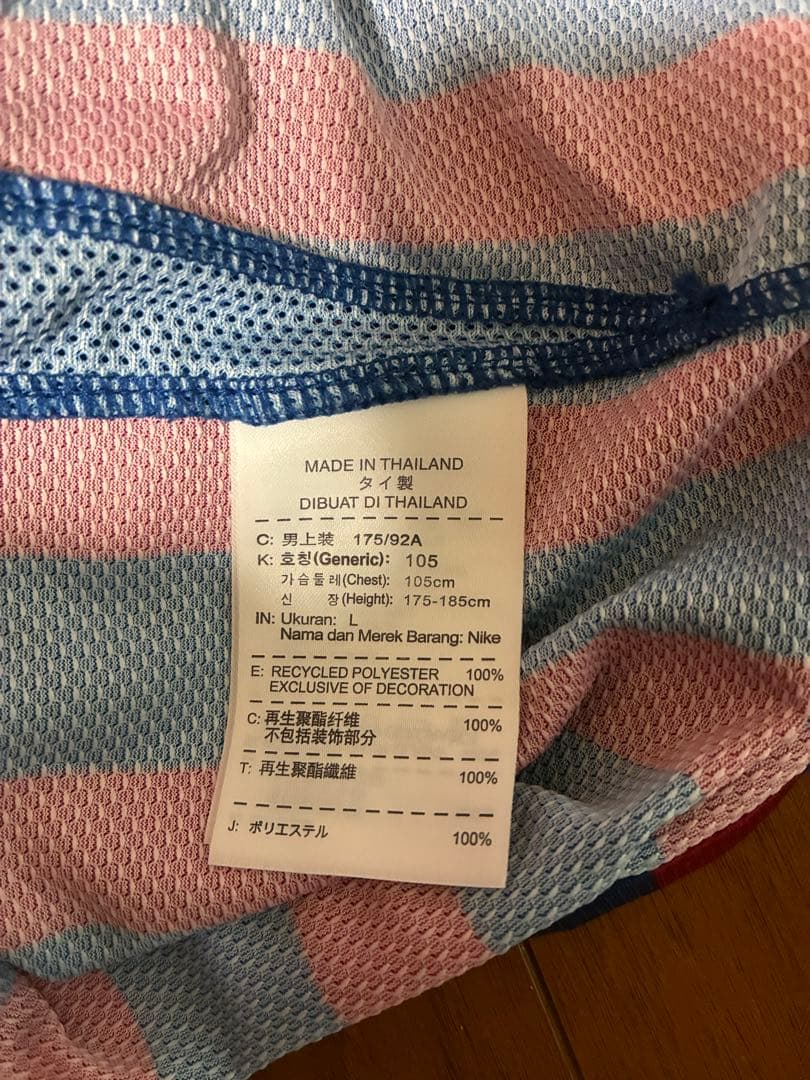 MADE IN THAILAND
タイ製
DIBUAT DI THAILAND
C: 男上装 175/92A
K: 호칭(Generic): 105
가슴둘레(Chest): 105cm
신 장(Height): 175-185cm
IN: Ukuran: L
Nama dan Merek Barang: Nike
E: RECYCLED POLYESTER 100%
EXCLUSIVE OF DECORATION
C: 再生聚酯纤维 100%
不包括装饰部分
T: 再生聚酯纖維 100%
J: ポリエステル 100%